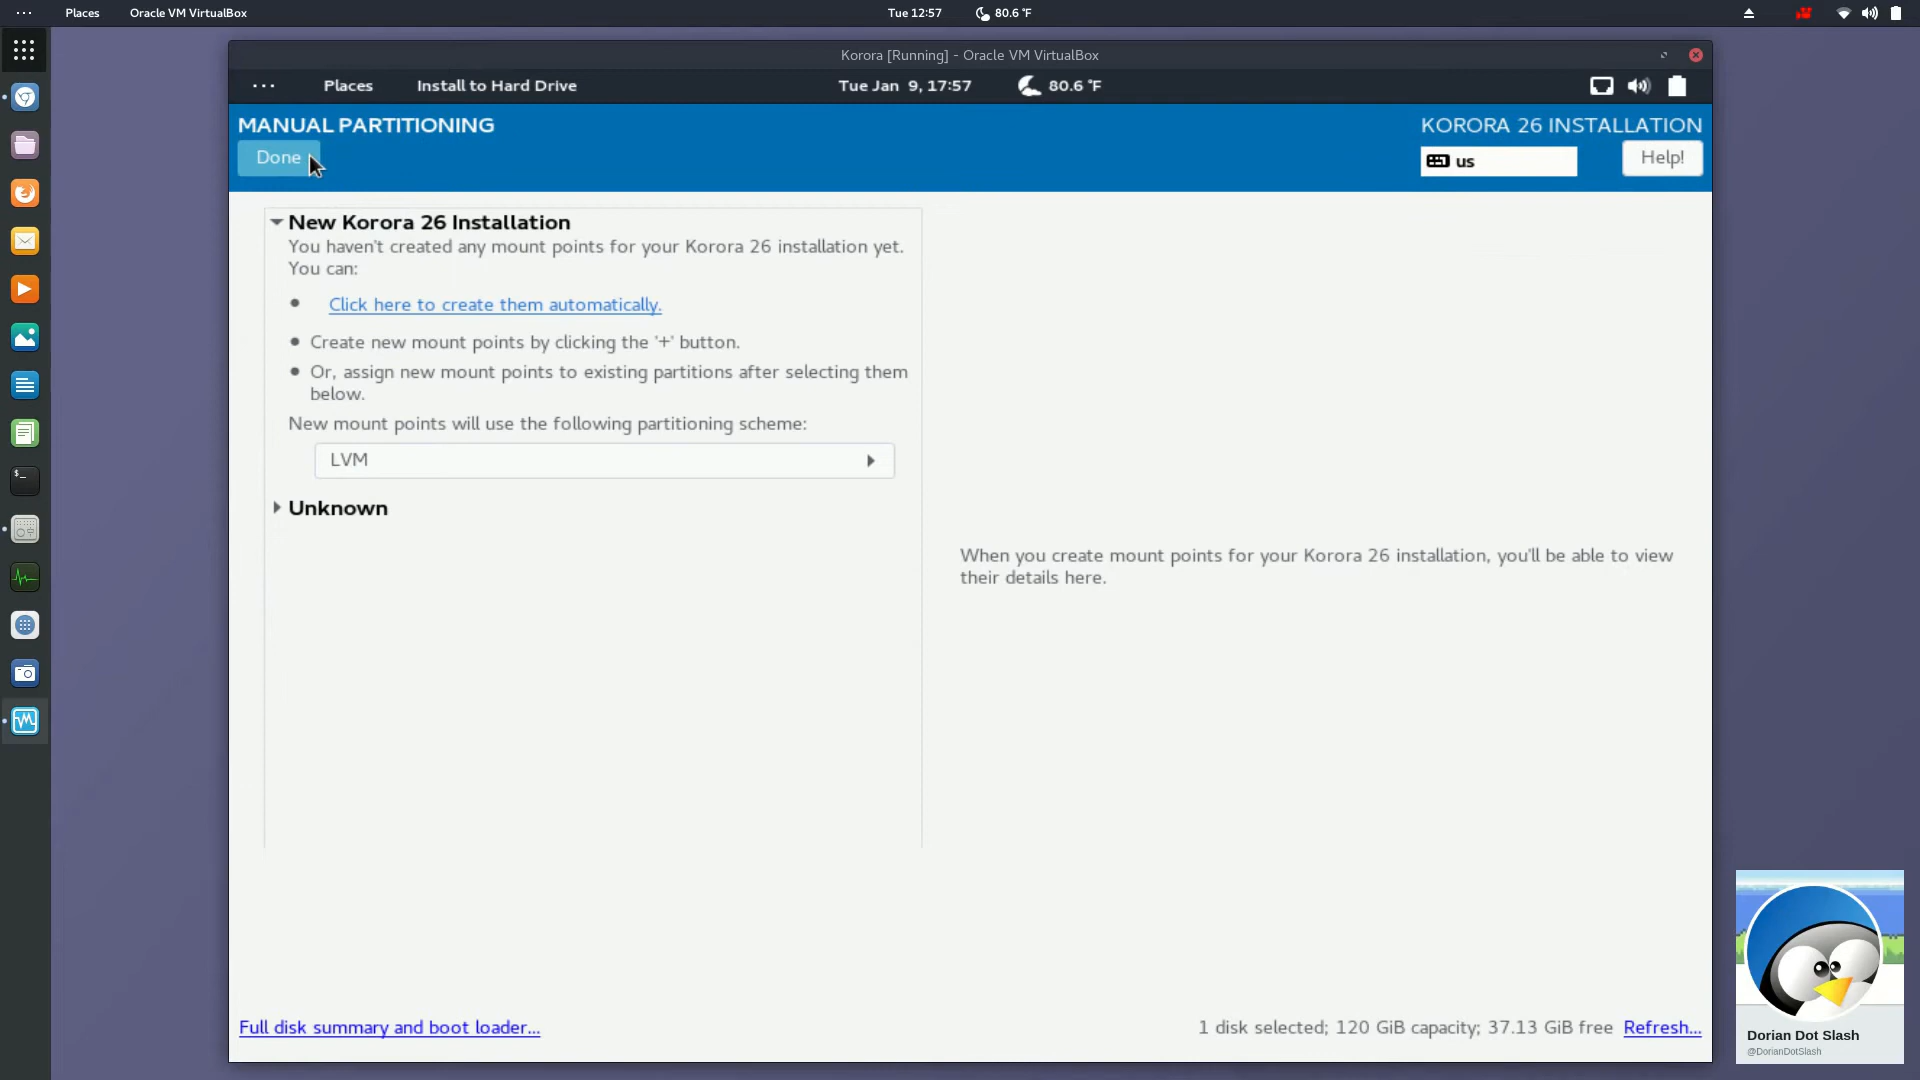 ··· Places Oracle VM VirtualBox Tue 12:57 80.6 °F
Korora [Running] - Oracle VM VirtualBox
··· Places Install to Hard Drive Tue Jan 9, 17:57 80.6 °F
MANUAL PARTITIONING KORORA 26 INSTALLATION
Done us Help!
New Korora 26 Installation
You haven't created any mount points for your Korora 26 installation yet.
You can:
• Click here to create them automatically.
• Create new mount points by clicking the '+' button.
• Or, assign new mount points to existing partitions after selecting them
below.
New mount points will use the following partitioning scheme:
LVM
Unknown
When you create mount points for your Korora 26 installation, you'll be able to view
their details here.
Full disk summary and boot loader... 1 disk selected; 120 GiB capacity; 37.13 GiB free Refresh...
Dorian Dot Slash
@DorianDotSlash